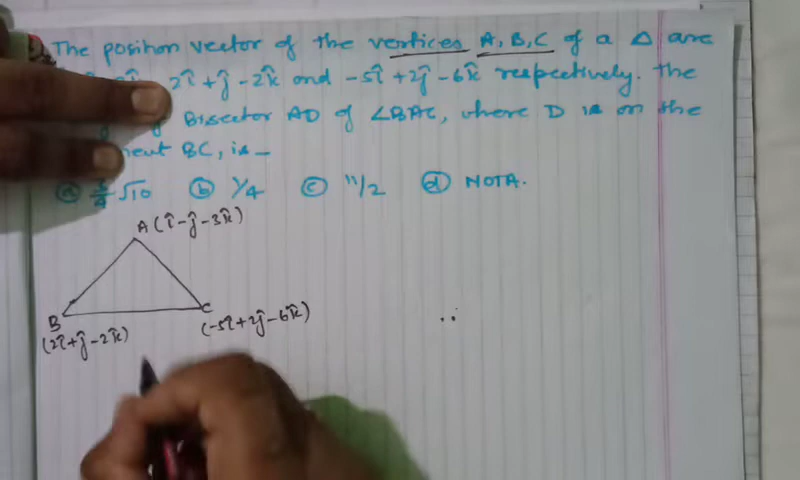 The position vector of the vertices A, B, C of a Δ are
2î+ĵ-2k̂ and -5î+2ĵ-6k̂ respectively. The
Bisector AD of ∠BAC, where D is on the
BC, is-
√10 (b) 1/4 (c) 11/2 (d) NOTA.
A(î-ĵ-3k̂)
B C
(2î+ĵ-2k̂) (-5î+2ĵ-6k̂)